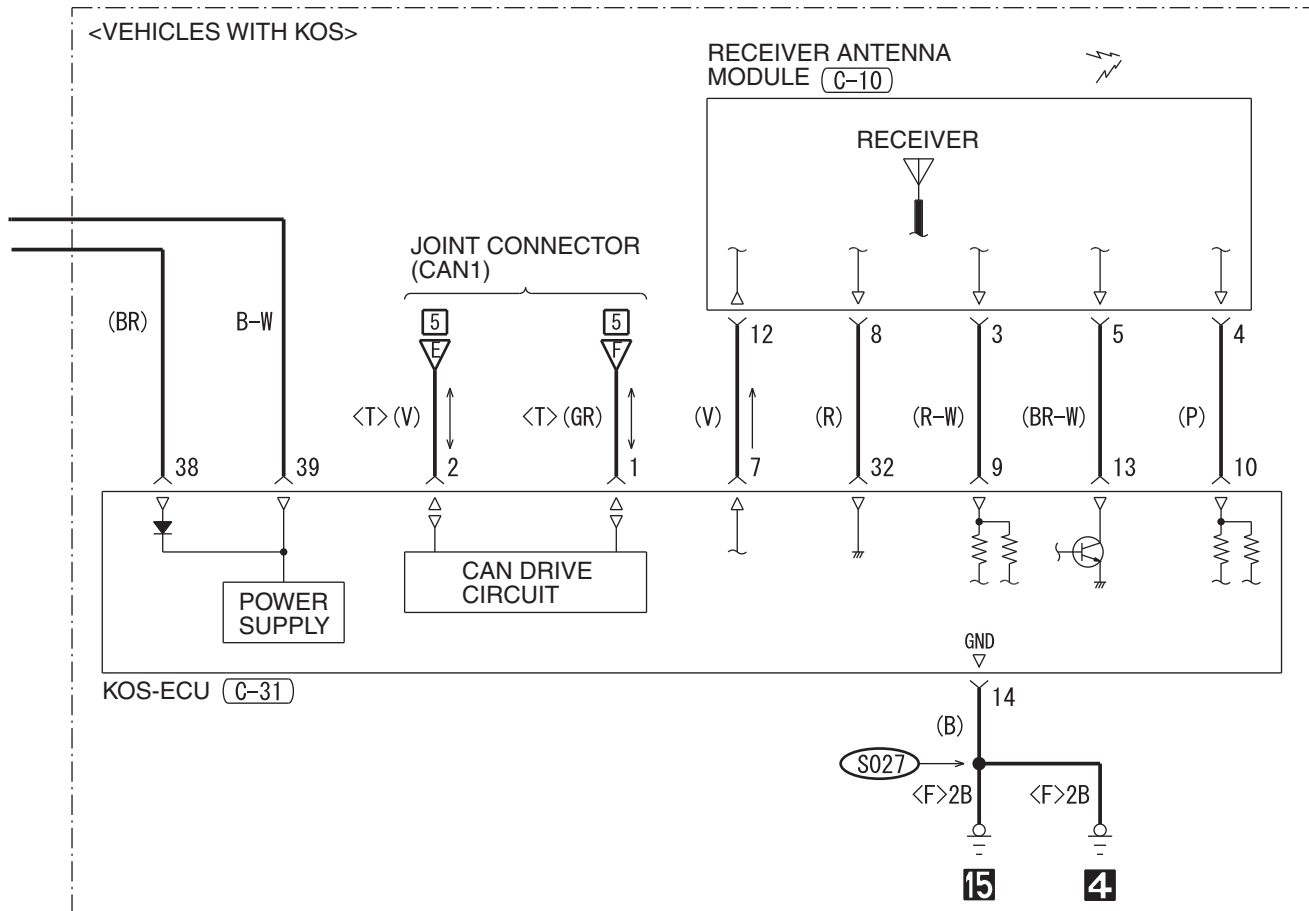 <VEHICLES WITH KOS>
RECEIVER ANTENNA
MODULE C-10
RECEIVER
JOINT CONNECTOR
(CAN1)
5 5
E F
12 8 3 5 4
(BR) B-W <T>(V) <T>(GR) (V) (R) (R-W) (BR-W) (P)
38 39 2 1 7 32 9 13 10
POWER
SUPPLY
CAN DRIVE
CIRCUIT
GND
KOS-ECU C-31
14
(B)
S027
<F>2B <F>2B
15 4